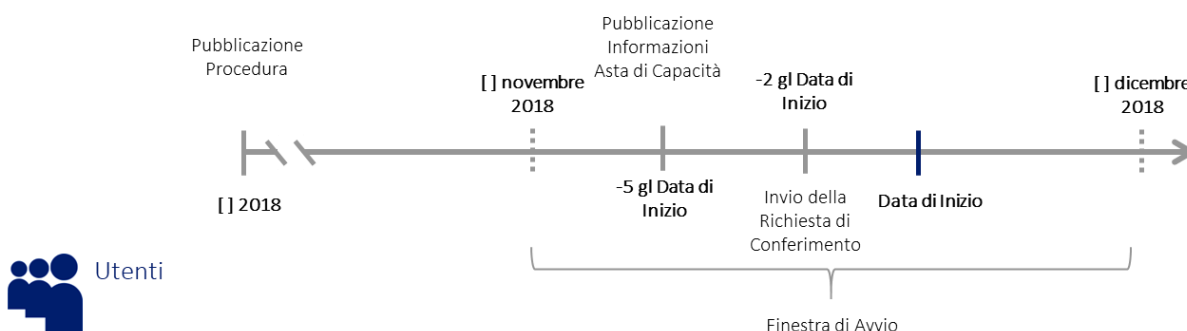 Pubblicazione
Procedura
[ ] 2018
[ ] novembre
2018
Pubblicazione
Informazioni
Asta di Capacità
-5 gl Data di
Inizio
-2 gl Data di
Inizio
Invio della
Richiesta di
Conferimento
Data di Inizio
[ ] dicembre
2018
Utenti
Finestra di Avvio